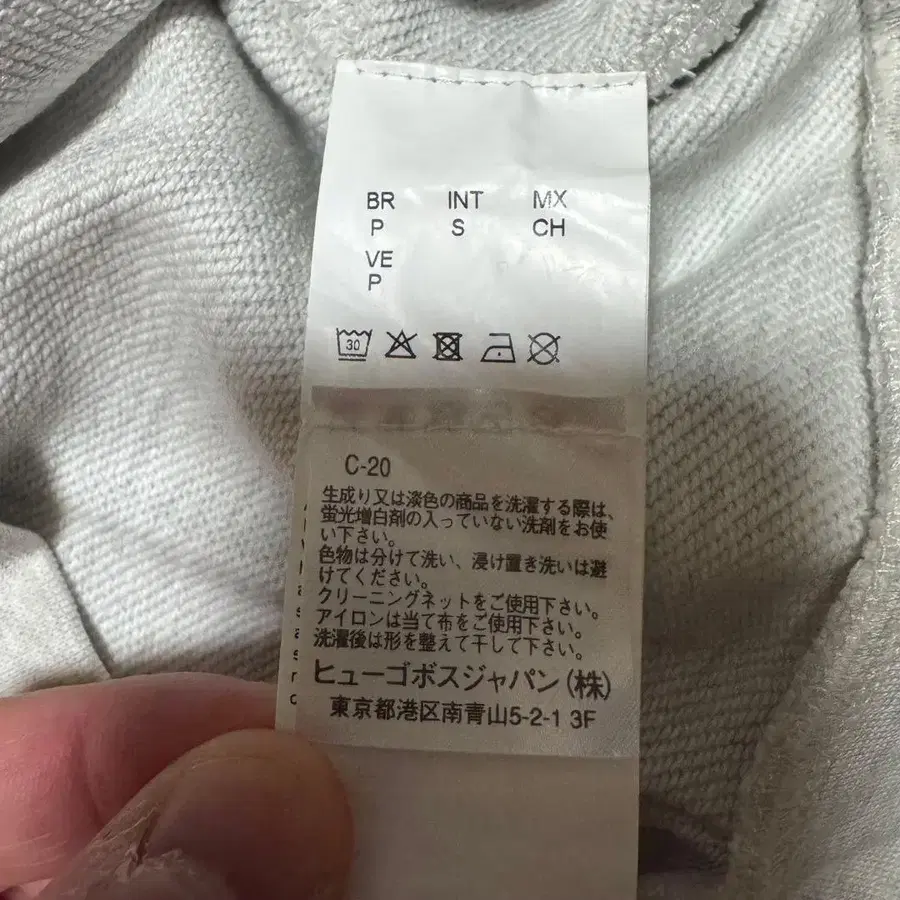 BR INT MX
P S CH
VE
P
30
C-20
生成り又は淡色の商品を洗濯する際は、
蛍光増白剤の入っていない洗剤をお使
い下さい。
色物は分けて洗い、浸け置き洗いは避
けてください。
クリーニングネットをご使用下さい。
アイロンは当て布をご使用下さい。
洗濯後は形を整えて干して下さい。
ヒューゴボスジャパン(株)
東京都港区南青山5-2-1 3F